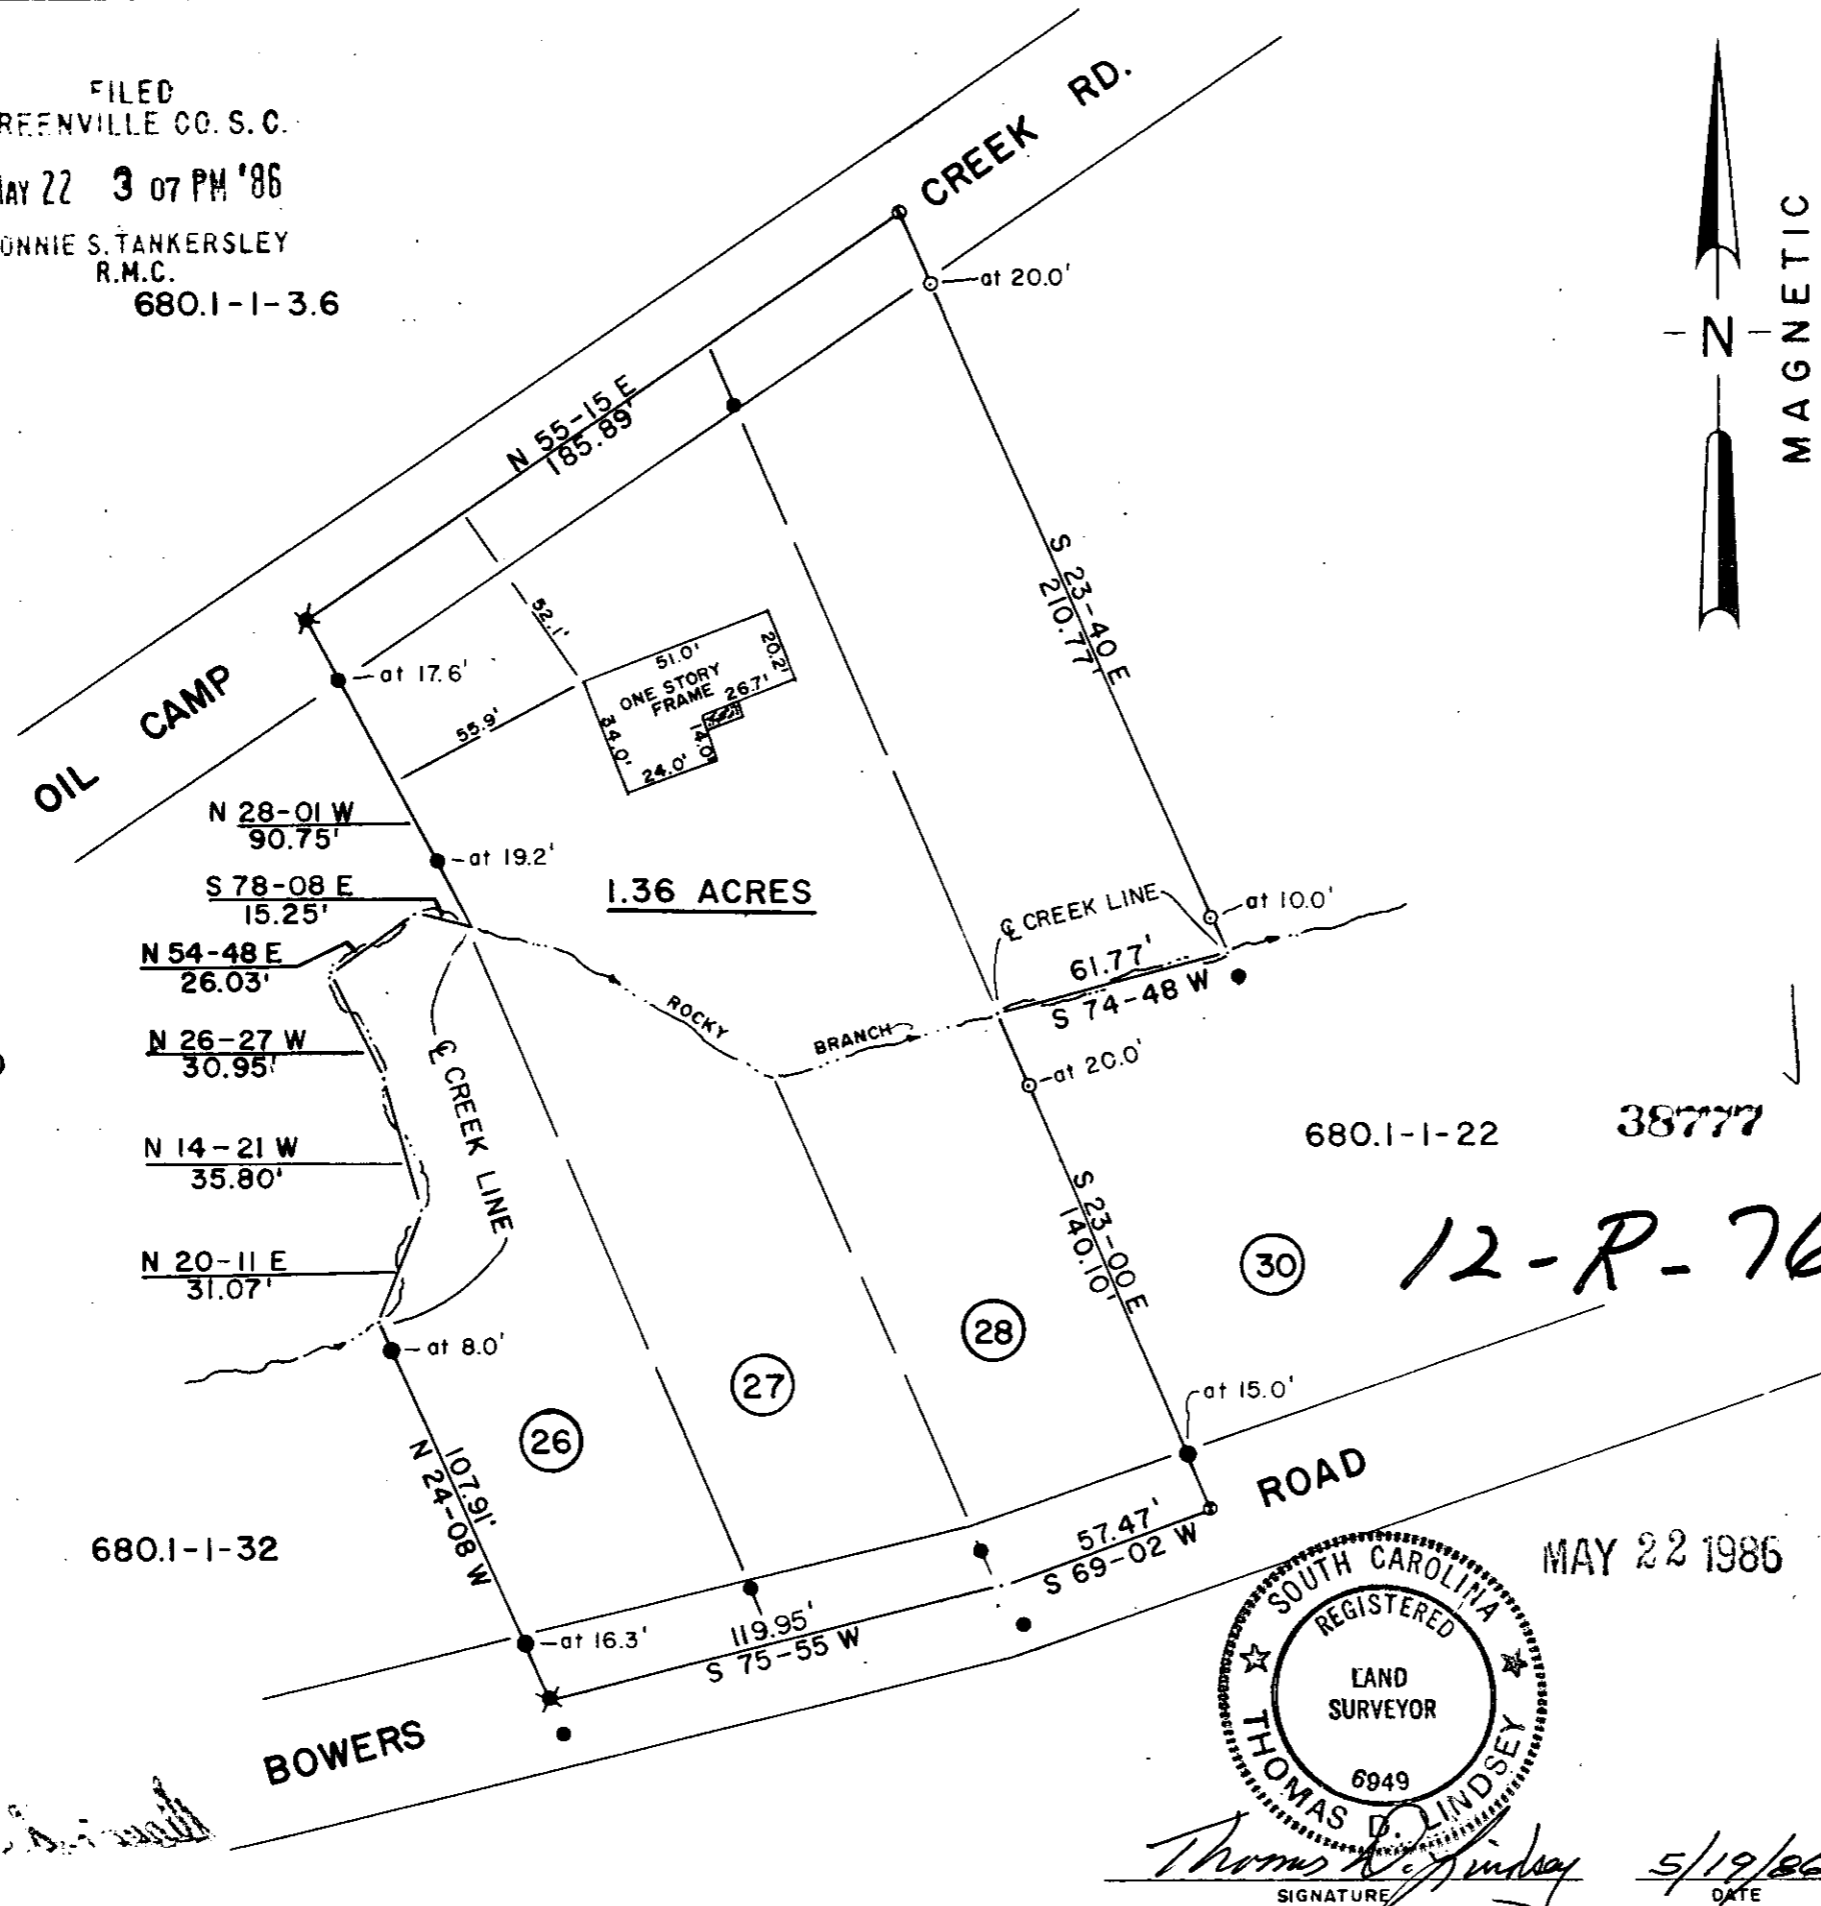 FILED
REENVILLE CO. S. C.
MAY 22 3 07 PM '86
ONNIE S. TANKERSLEY
R.M.C.
680.1-1-3.6
OIL CAMP CREEK RD.
MAGNETIC
N
at 20.0'
N 55-15 E
185.89'
S 23-40 E
210.77'
at 17.6'
52.1'
55.9'
51.0'
20.2'
ONE STORY
FRAME
26.7'
14.0'
34.0'
24.0'
N 28-01 W
90.75'
at 19.2'
S 78-08 E
15.25'
1.36 ACRES
N 54-48 E
26.03'
℄ CREEK LINE
at 10.0'
61.77'
S 74-48 W
ROCKY BRANCH
N 26-27 W
30.95'
℄ CREEK LINE
at 20.0'
N 14-21 W
35.80'
680.1-1-22
38777
S 23-00 E
140.10'
N 20-11 E
31.07'
30
12-R-76
28
at 8.0'
27
26
at 15.0'
107.91'
N 24-08 W
680.1-1-32
BOWERS ROAD
57.47'
S 69-02 W
at 16.3'
119.95'
S 75-55 W
MAY 22 1986
SOUTH CAROLINA
REGISTERED
LAND
SURVEYOR
6949
THOMAS D. LINDSEY
Thomas D. Lindsey
SIGNATURE
5/19/86
DATE